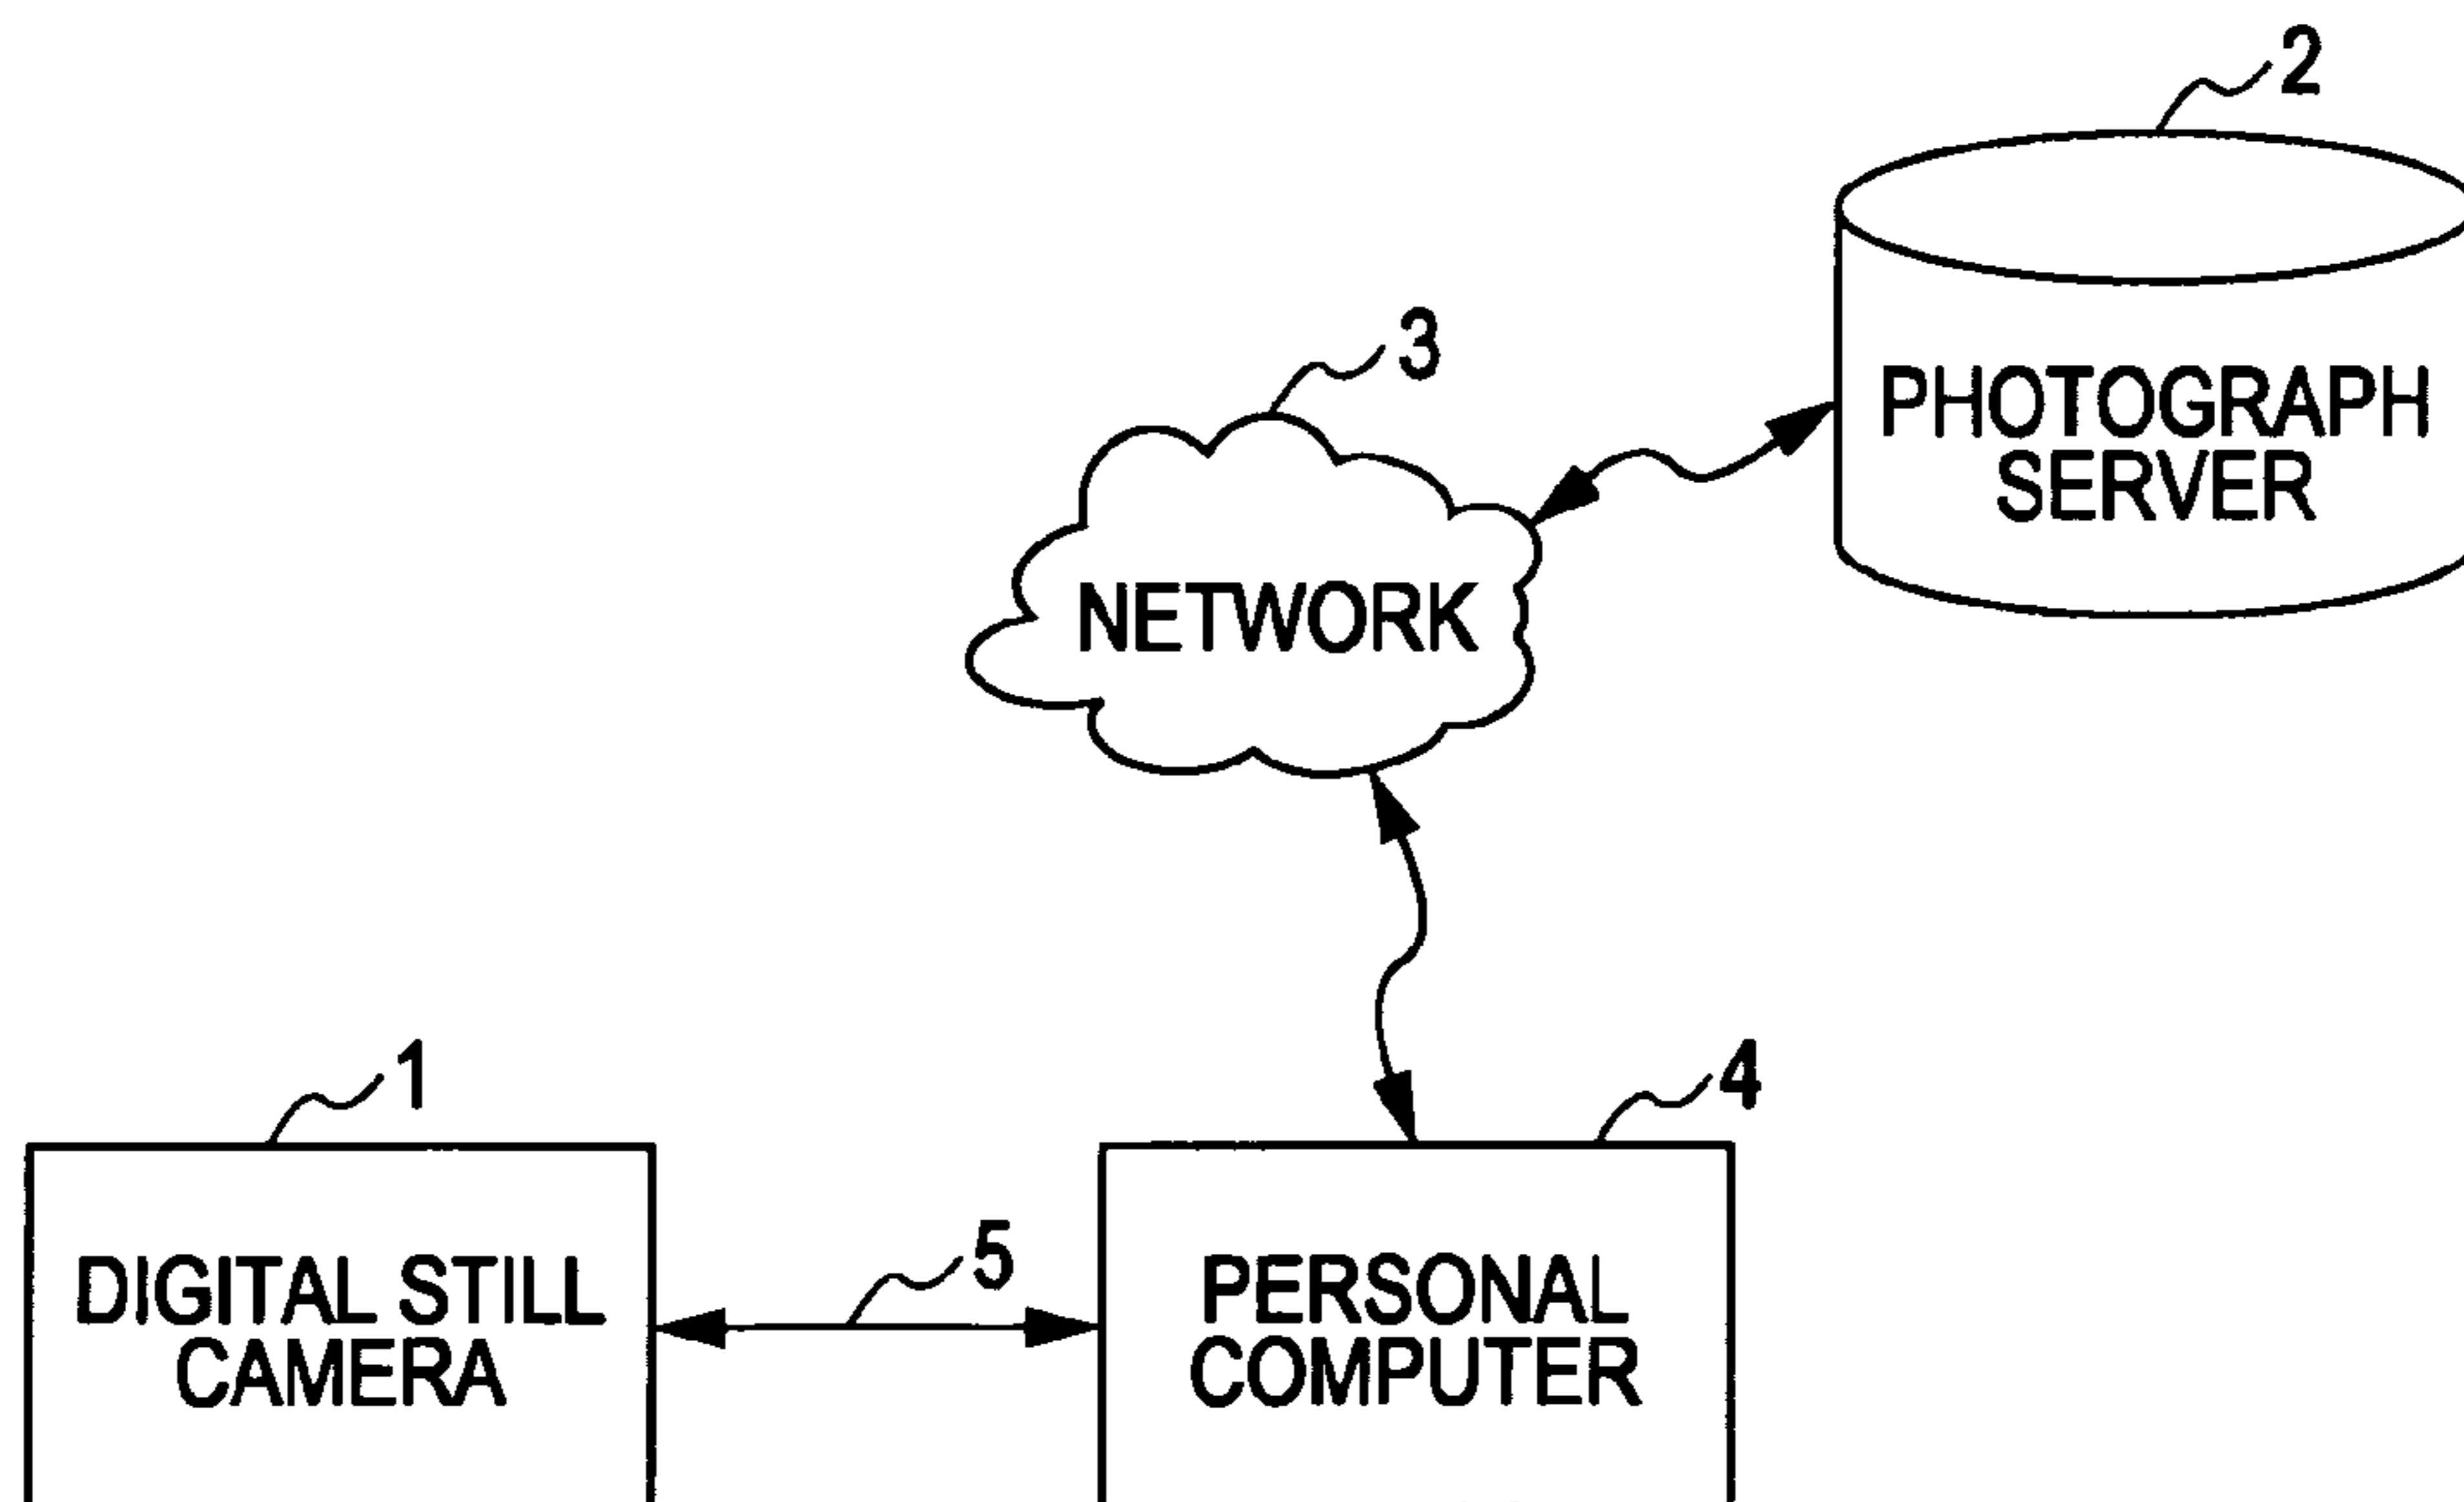 2
3
PHOTOGRAPH
SERVER
NETWORK
1
4
5
DIGITAL STILL
CAMERA
PERSONAL
COMPUTER